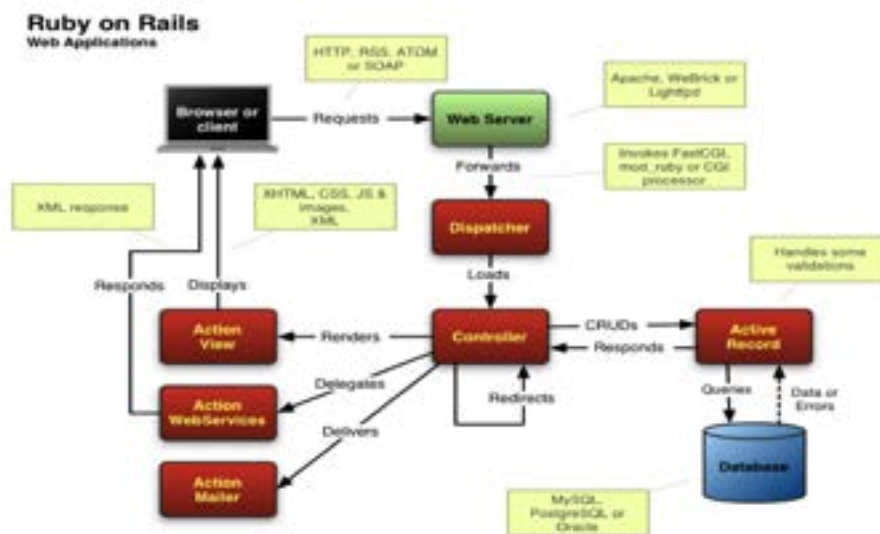 Ruby on Rails
Web Applications
HTTP, RSS, ATOM
or SOAP
Browser or
client
Requests
Web Server
Apache, WeBrick or
Lighttpd
Forwards
Invokes FastCGI,
mod_ruby or CGI
processor
XML response
XHTML, CSS, JS &
images,
XML
Dispatcher
Handles some
validations
Responds
Displays
Loads
Action
View
Renders
Controller
CRUDs
Responds
Active
Record
Delegates
Redirects
Queries
Data or
Errors
Action
WebServices
Delivers
Database
Action
Mailer
MySQL,
PostgreSQL or
Oracle